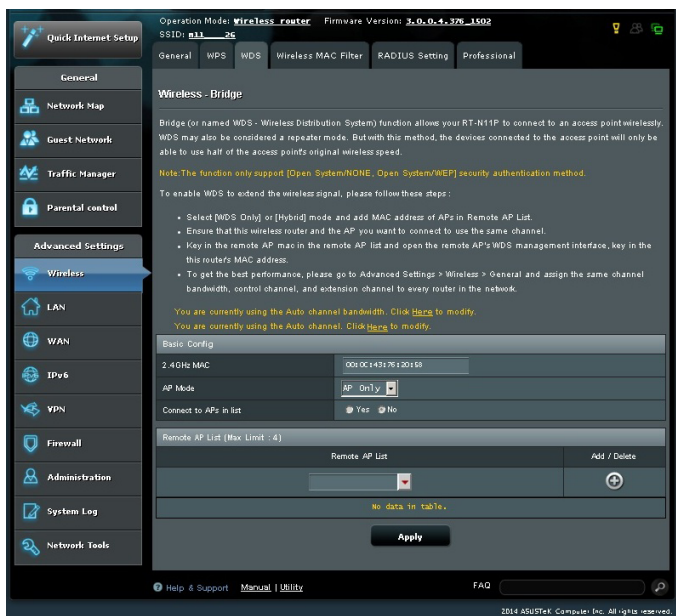 Operation Mode: Wireless router Firmware Version: 3.0.0.4.376_1502
SSID: n11___26
Quick Internet Setup
General WPS WDS Wireless MAC Filter RADIUS Setting Professional
General
Network Map
Guest Network
Traffic Manager
Parental control
Advanced Settings
Wireless
LAN
WAN
IPv6
VPN
Firewall
Administration
System Log
Network Tools
Wireless - Bridge
Bridge (or named WDS - Wireless Distribution System) function allows your RT-N11P to connect to an access point wirelessly.
WDS may also be considered a repeater mode. But with this method, the devices connected to the access point will only be
able to use half of the access point's original wireless speed.
Note:The function only support [Open System/NONE, Open System/WEP] security authentication method.
To enable WDS to extend the wireless signal, please follow these steps :
Select [WDS Only] or [Hybrid] mode and add MAC address of APs in Remote AP List.
Ensure that this wireless router and the AP you want to connect to use the same channel.
Key in the remote AP mac in the remote AP list and open the remote AP's WDS management interface, key in the
this router's MAC address.
To get the best performance, please go to Advanced Settings > Wireless > General and assign the same channel
bandwidth, control channel, and extension channel to every router in the network.
You are currently using the Auto channel bandwidth. Click Here to modify.
You are currently using the Auto channel. Click Here to modify.
Basic Config
2.4GHz MAC 00:0C:43:76:20:58
AP Mode AP Only
Connect to APs in list Yes No
Remote AP List (Max Limit : 4)
Remote AP List Add / Delete
No data in table.
Apply
Help & Support Manual | Utility FAQ
2014 ASUSTeK Computer Inc. All rights reserved.